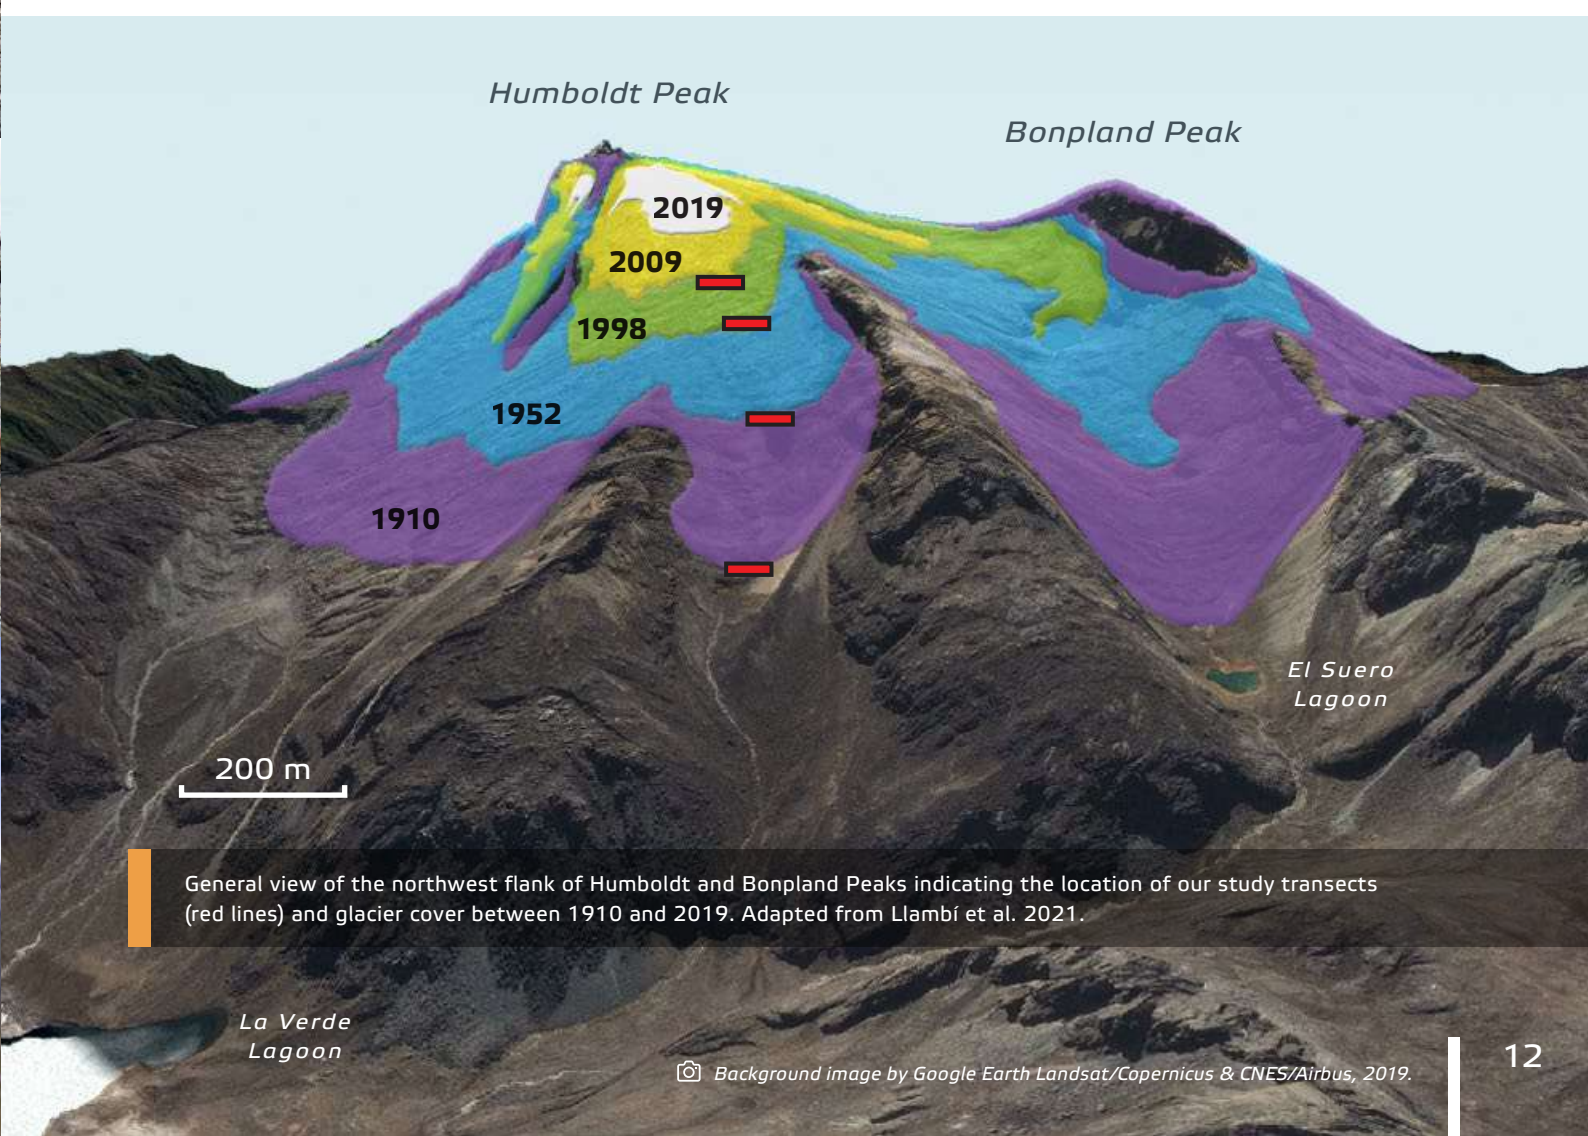 Humboldt Peak
Bonpland Peak
2019
2009
1998
1952
1910
El Suero
Lagoon
200 m
General view of the northwest flank of Humboldt and Bonpland Peaks indicating the location of our study transects
(red lines) and glacier cover between 1910 and 2019. Adapted from Llambí et al. 2021.
La Verde
Lagoon
Background image by Google Earth Landsat/Copernicus & CNES/Airbus, 2019.
12